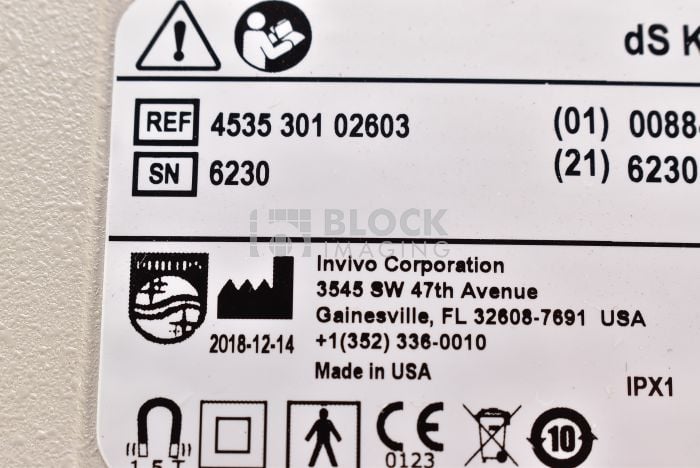 dS K
REF 4535 301 02603 (01) 0088
SN 6230 (21) 6230
BLOCK
IMAGING
Invivo Corporation
3545 SW 47th Avenue
Gainesville, FL 32608-7691 USA
2018-12-14 +1(352) 336-0010
Made in USA
IPX1
CE
0123
10
1.5 T